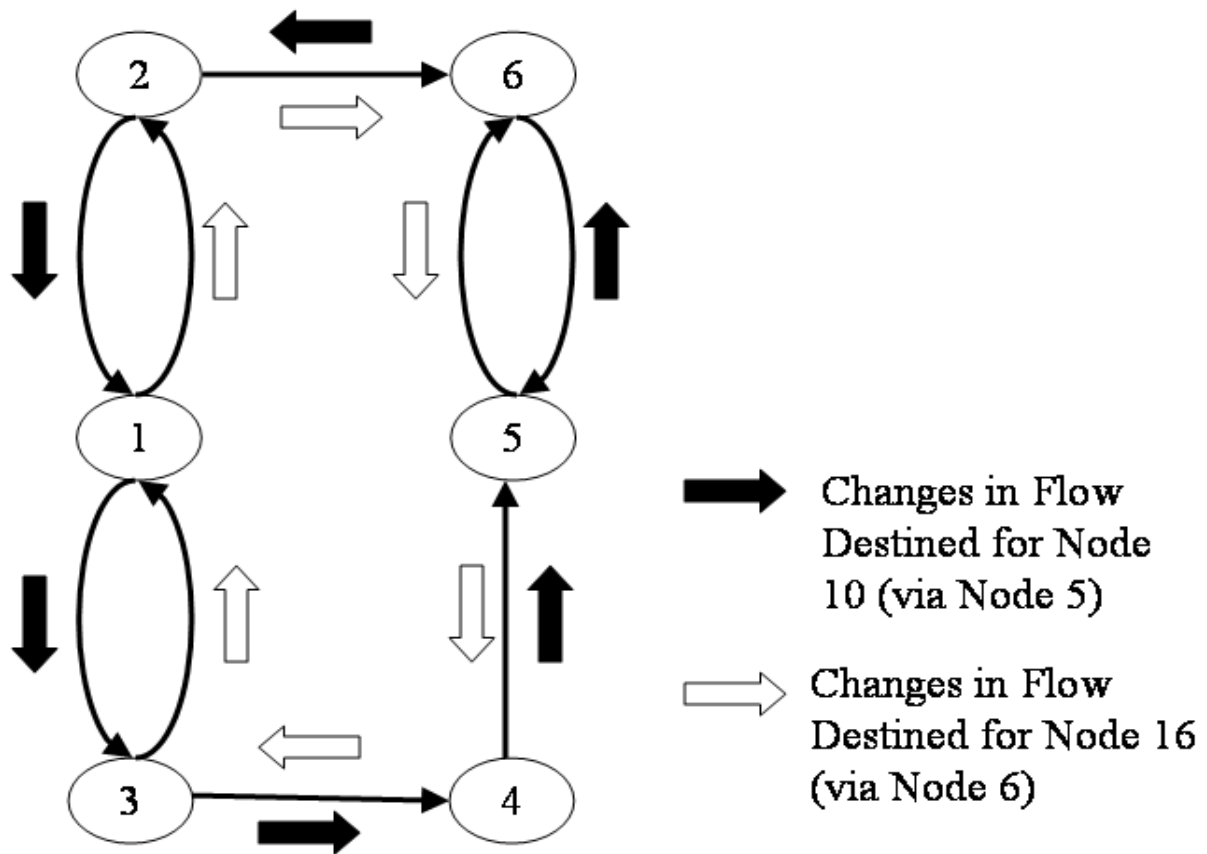 2
6
1
5
3
4
Changes in Flow
Destined for Node
10 (via Node 5)
Changes in Flow
Destined for Node 16
(via Node 6)